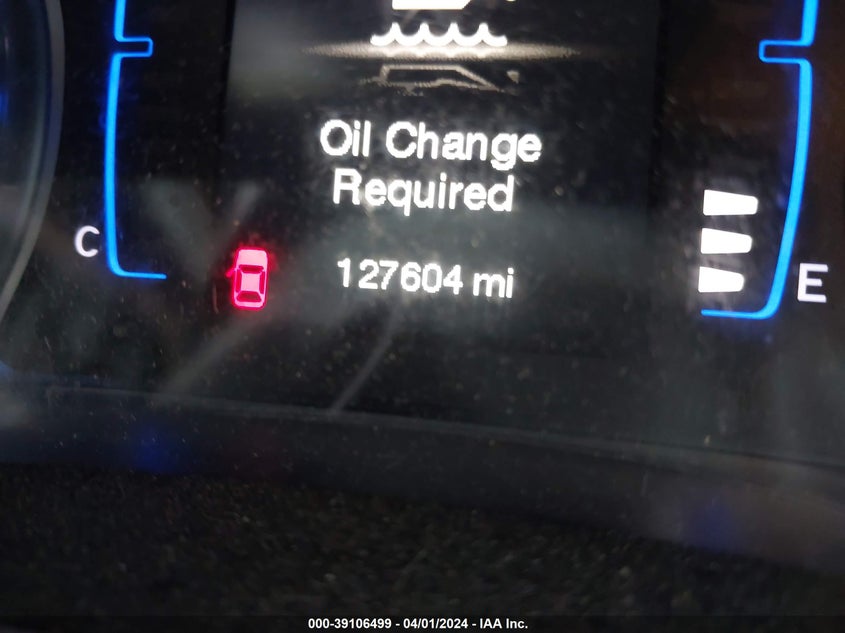 Oil Change
Required
C
127604 mi
E
000-39106499 - 04/01/2024 - IAA Inc.